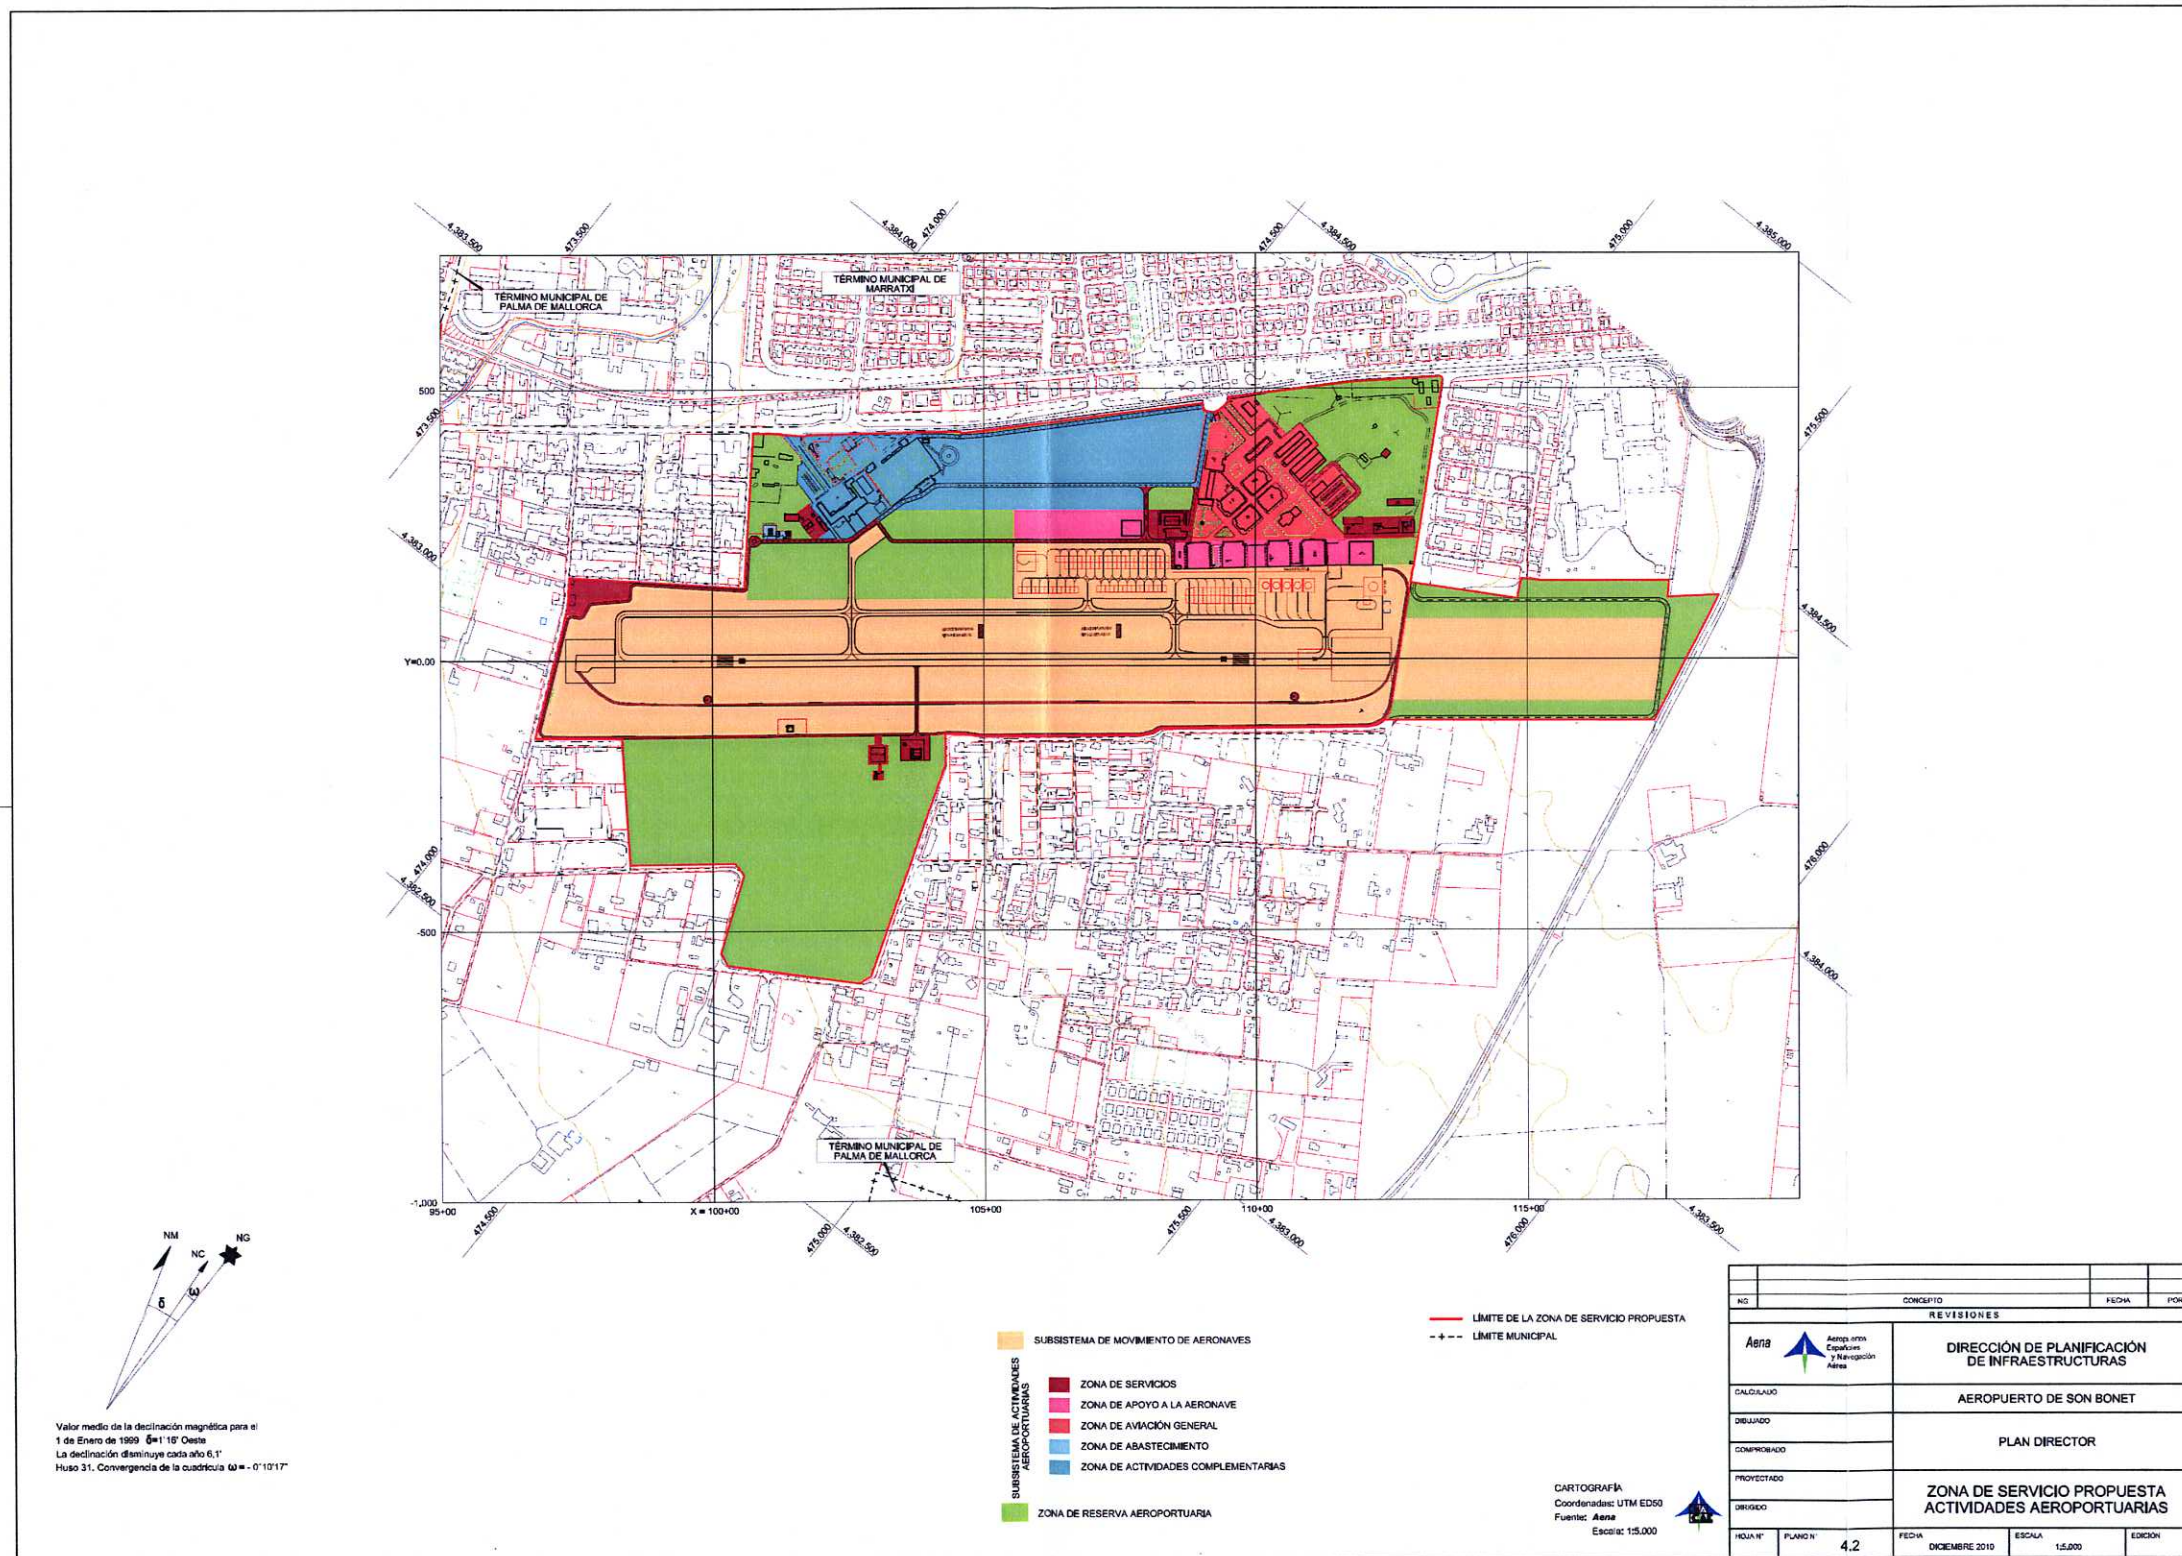 4.383.500
473.500
4.384.000
474.000
474.500
4.384.500
475.000
4.385.000
TÉRMINO MUNICIPAL DE
PALMA DE MALLORCA
TÉRMINO MUNICIPAL DE
MARRATXI
500
473.500
475.500
4.383.000
4.384.500
Y=0.00
474.000
4.382.500
476.000
-500
4.384.000
TÉRMINO MUNICIPAL DE
PALMA DE MALLORCA
-1.000
95+00
474.500
X = 100+00
475.000
4.382.500
105+00
475.500
110+00
4.383.000
476.000
115+00
4.383.500
NM
NC
NG
δ
ω
Valor medio de la declinación magnética para el
1 de Enero de 1999 δ=1°16' Oeste
La declinación disminuye cada año 6,1'
Huso 31. Convergencia de la cuadrícula ω = - 0°10'17"
SUBSISTEMA DE MOVIMIENTO DE AERONAVES
SUBSISTEMA DE ACTIVIDADES
AEROPORTUARIAS
ZONA DE SERVICIOS
ZONA DE APOYO A LA AERONAVE
ZONA DE AVIACIÓN GENERAL
ZONA DE ABASTECIMIENTO
ZONA DE ACTIVIDADES COMPLEMENTARIAS
ZONA DE RESERVA AEROPORTUARIA
LÍMITE DE LA ZONA DE SERVICIO PROPUESTA
LÍMITE MUNICIPAL
CARTOGRAFÍA
Coordenadas: UTM ED50
Fuente: Aena
Escala: 1:5.000
CONCEPTO
FECHA
POR
REVISIONES
Aena
Aeropuertos
Españoles
y Navegación
Aérea
DIRECCIÓN DE PLANIFICACIÓN
DE INFRAESTRUCTURAS
CALCULADO
AEROPUERTO DE SON BONET
DIBUJADO
COMPROBADO
PLAN DIRECTOR
PROYECTADO
DIRIGIDO
ZONA DE SERVICIO PROPUESTA
ACTIVIDADES AEROPORTUARIAS
HOJA Nº
PLANO Nº
4.2
FECHA
DICIEMBRE 2010
ESCALA
1:5.000
EDICIÓN